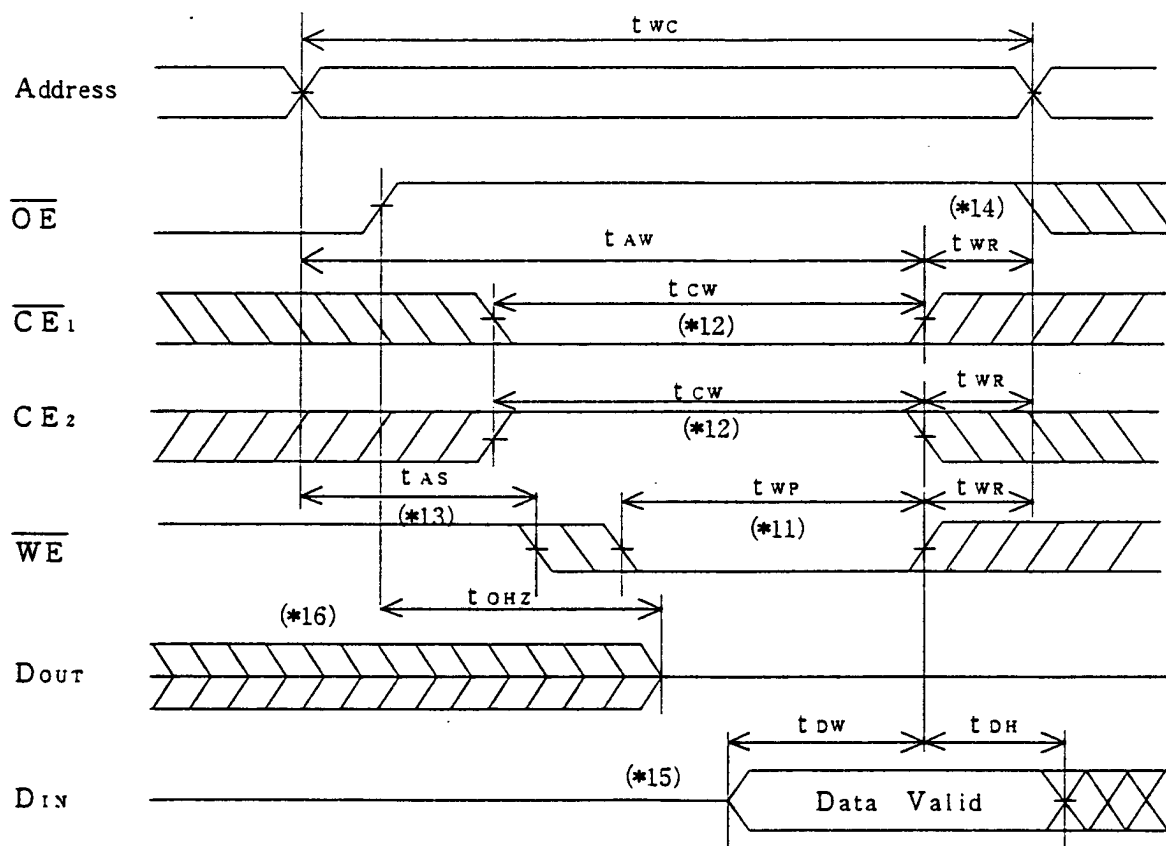 t WC
Address
OE
(*14)
t AW
t WR
t CW
CE1
(*12)
t CW
t WR
CE2
(*12)
t AS
t WP
t WR
(*13)
(*11)
WE
t OHZ
(*16)
DOUT
t DW
t DH
(*15)
DIN
Data Valid